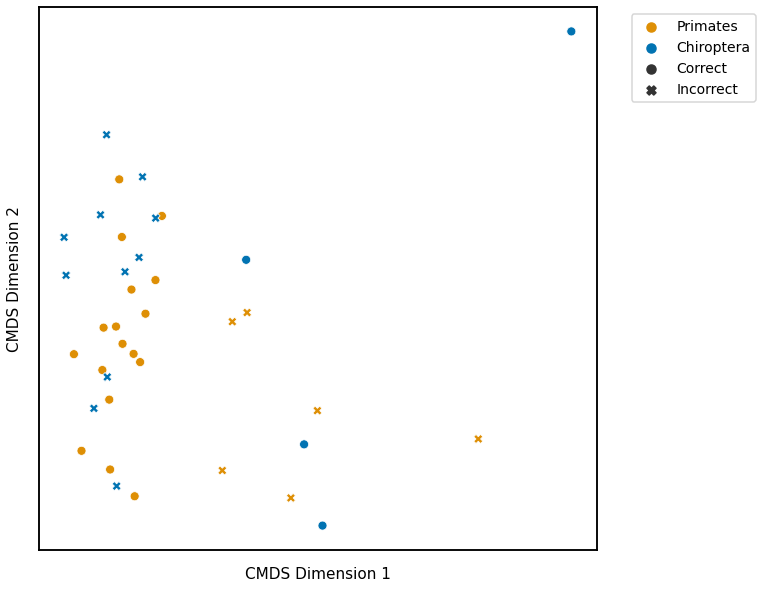 Primates
Chiroptera
Correct
Incorrect
CMDS Dimension 2
CMDS Dimension 1